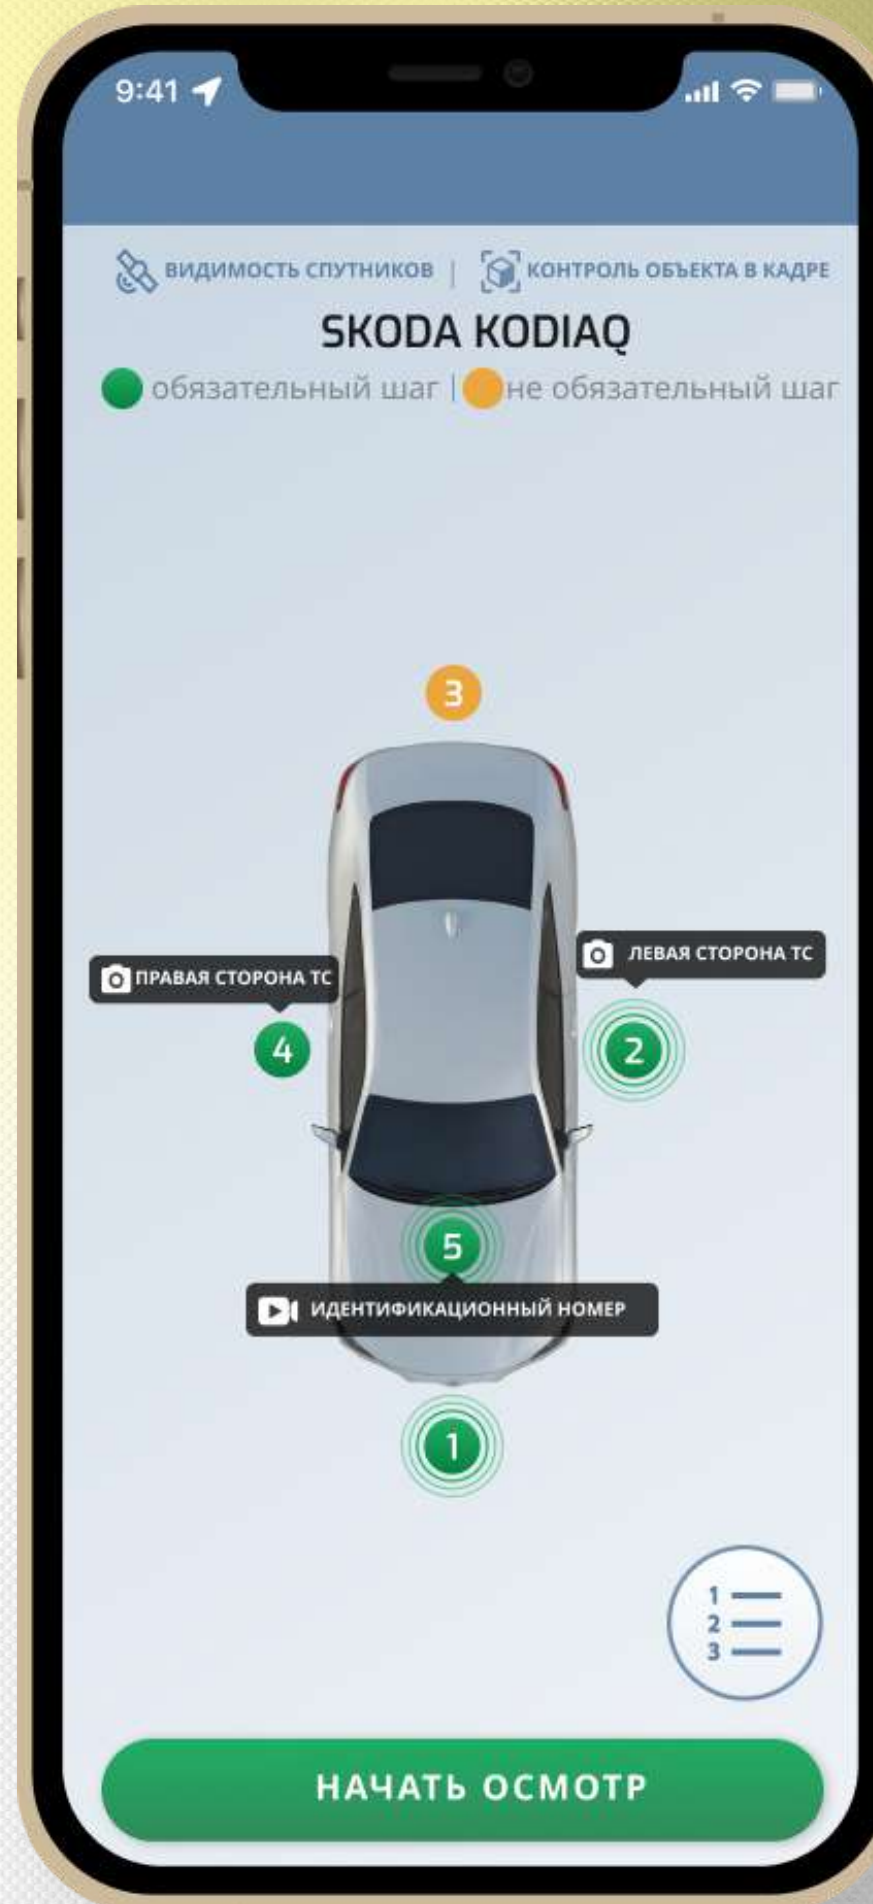 9:41
ВИДИМОСТЬ СПУТНИКОВ | КОНТРОЛЬ ОБЪЕКТА В КАДРЕ
SKODA KODIAQ
обязательный шаг | не обязательный шаг
3
ЛЕВАЯ СТОРОНА ТС
ПРАВАЯ СТОРОНА ТС
4
2
5
ИДЕНТИФИКАЦИОННЫЙ НОМЕР
1
1
2
3
НАЧАТЬ ОСМОТР